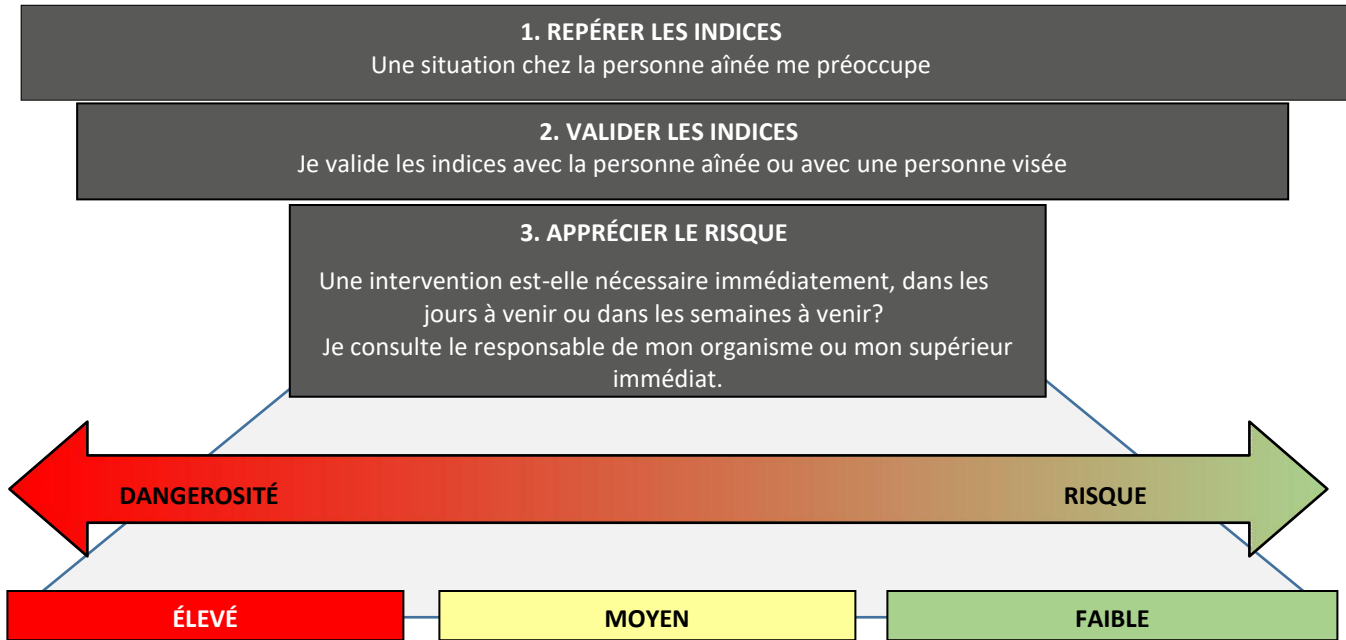 1. REPÉRER LES INDICES
Une situation chez la personne aînée me préoccupe
2. VALIDER LES INDICES
Je valide les indices avec la personne aînée ou avec une personne visée
3. APPRÉCIER LE RISQUE
Une intervention est-elle nécessaire immédiatement, dans les
jours à venir ou dans les semaines à venir?
Je consulte le responsable de mon organisme ou mon supérieur
immédiat.
DANGEROSITÉ
RISQUE
ÉLEVÉ
MOYEN
FAIBLE